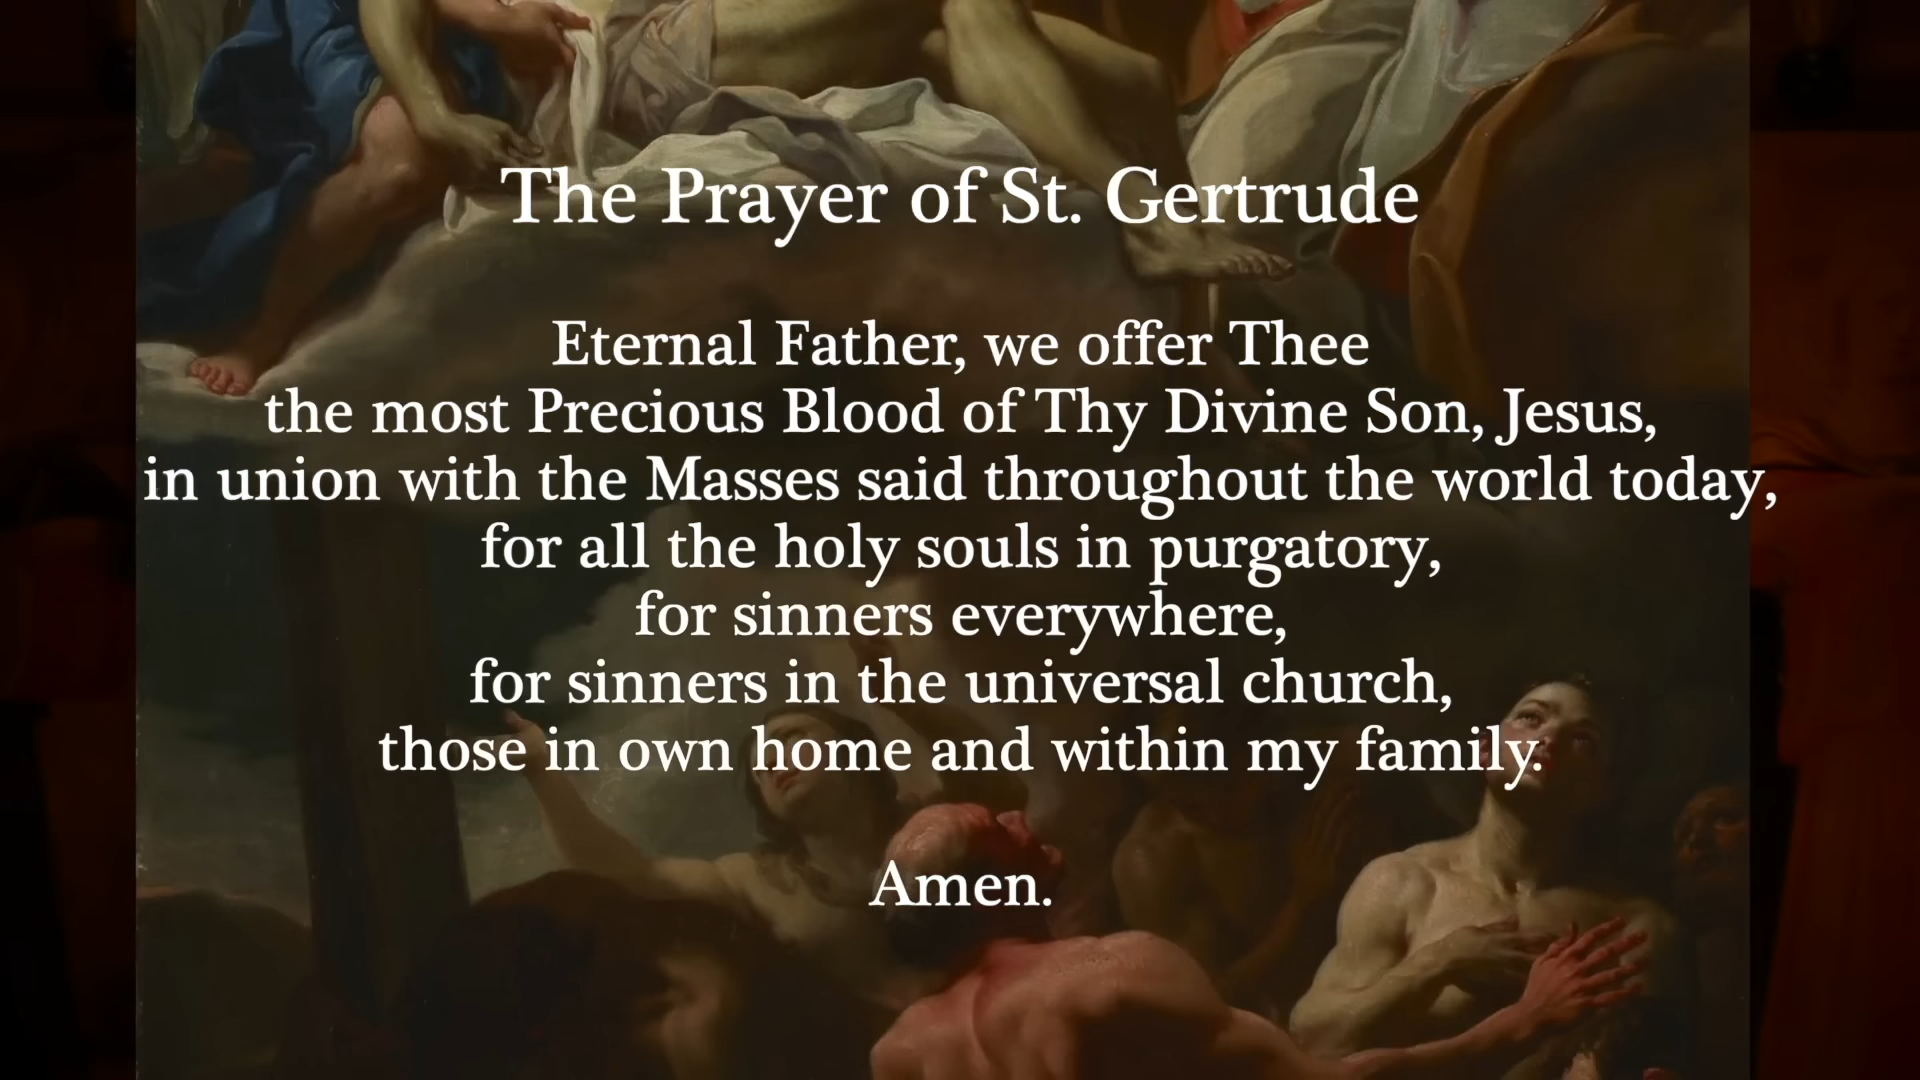 The Prayer of St. Gertrude
Eternal Father, we offer Thee
the most Precious Blood of Thy Divine Son, Jesus,
in union with the Masses said throughout the world today,
for all the holy souls in purgatory,
for sinners everywhere,
for sinners in the universal church,
those in own home and within my family.
Amen.